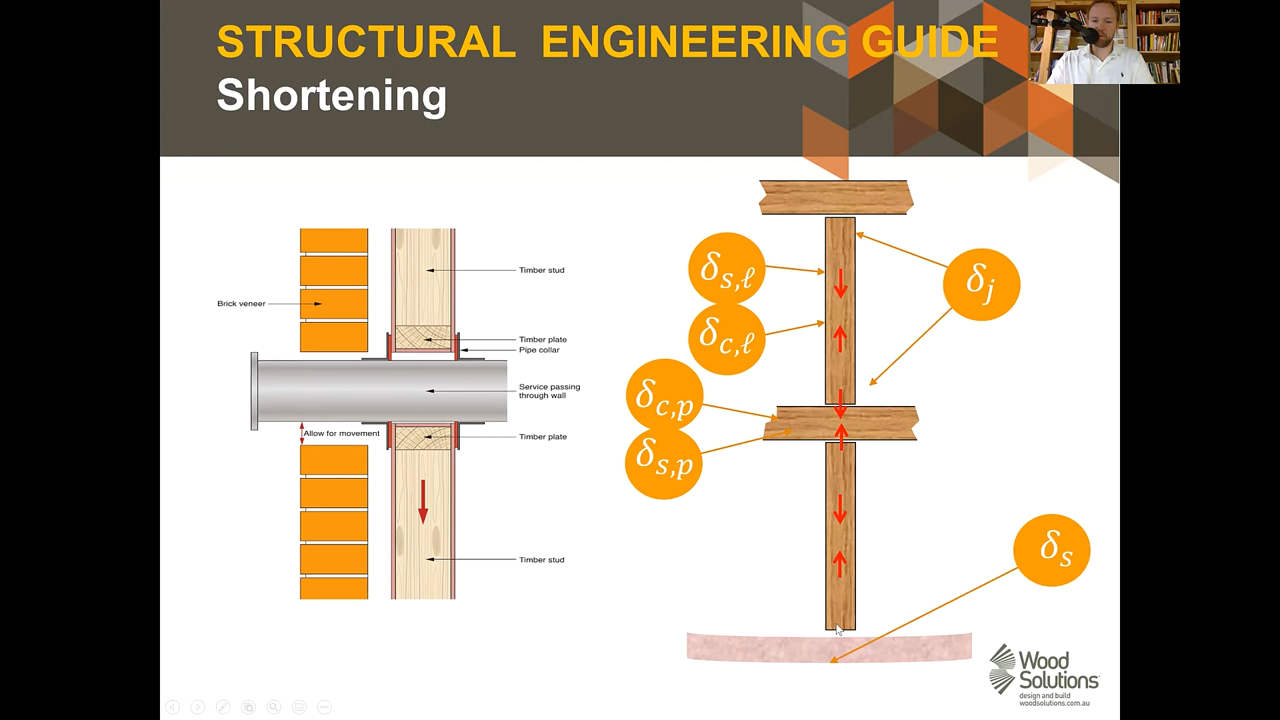 STRUCTURAL ENGINEERING GUIDE
Shortening
Timber stud
Brick veneer
Timber plate
Pipe collar
Service passing
through wall
Allow for movement
Timber plate
Timber stud
δs,ℓ
δc,ℓ
δj
δc,p
δs,p
δs
Wood
Solutions
design and build
woodsolutions.com.au